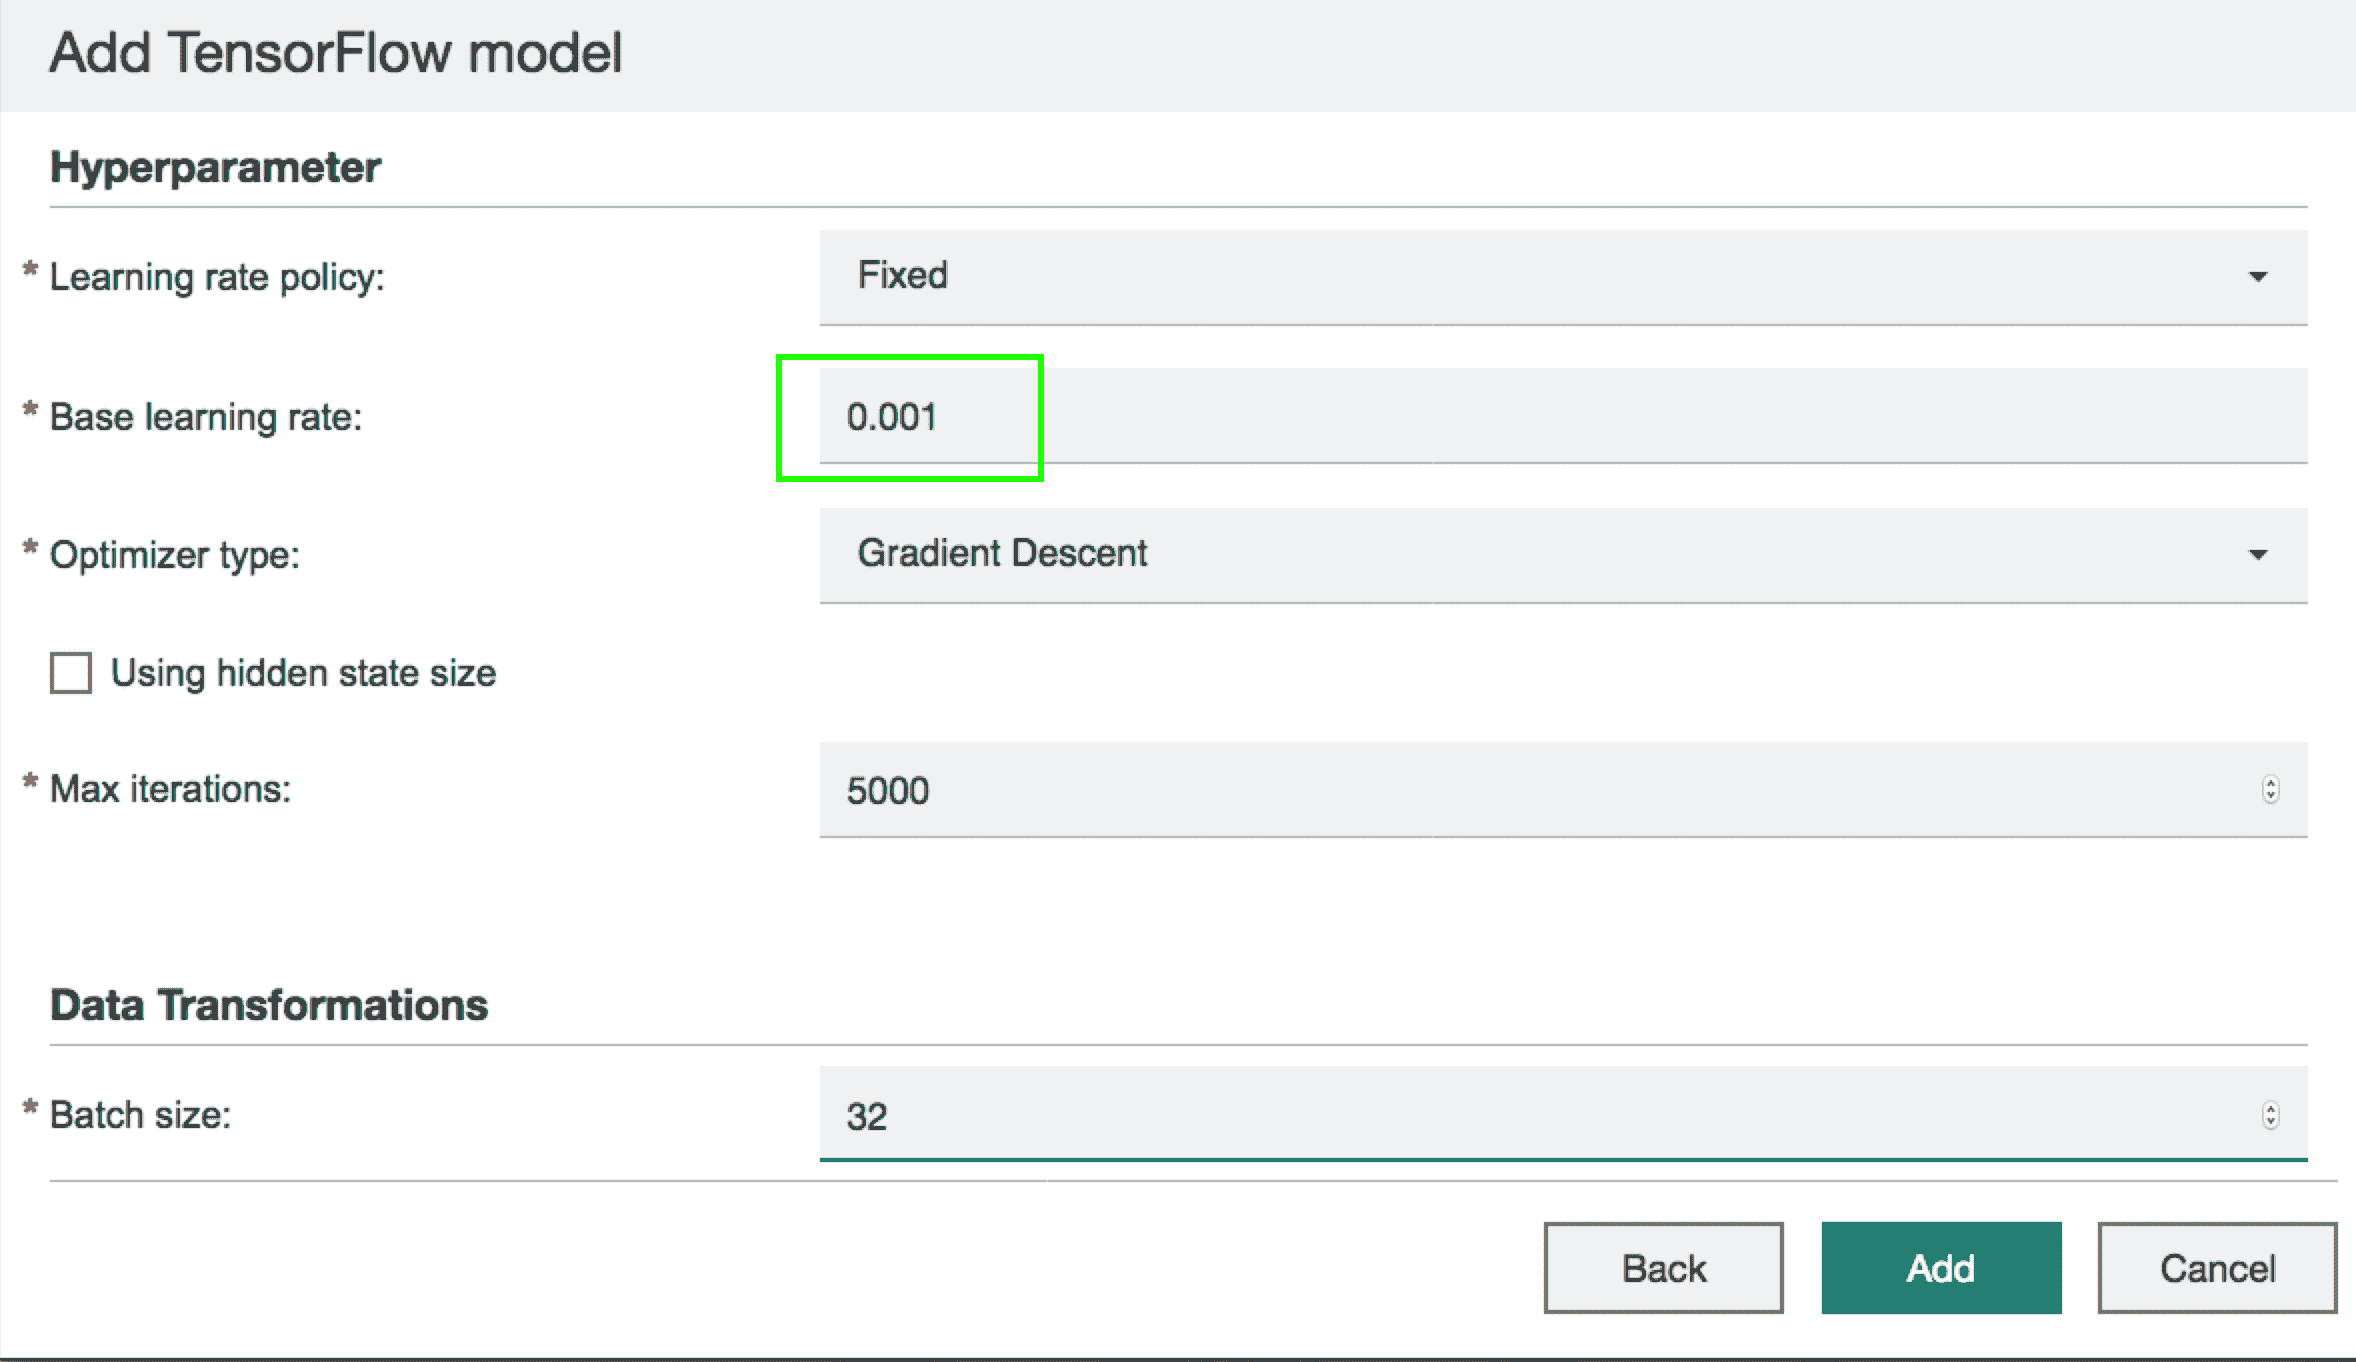 Add TensorFlow model
Hyperparameter
* Learning rate policy: Fixed
* Base learning rate: 0.001
* Optimizer type: Gradient Descent
Using hidden state size
* Max iterations: 5000
Data Transformations
* Batch size: 32
Back Add Cancel